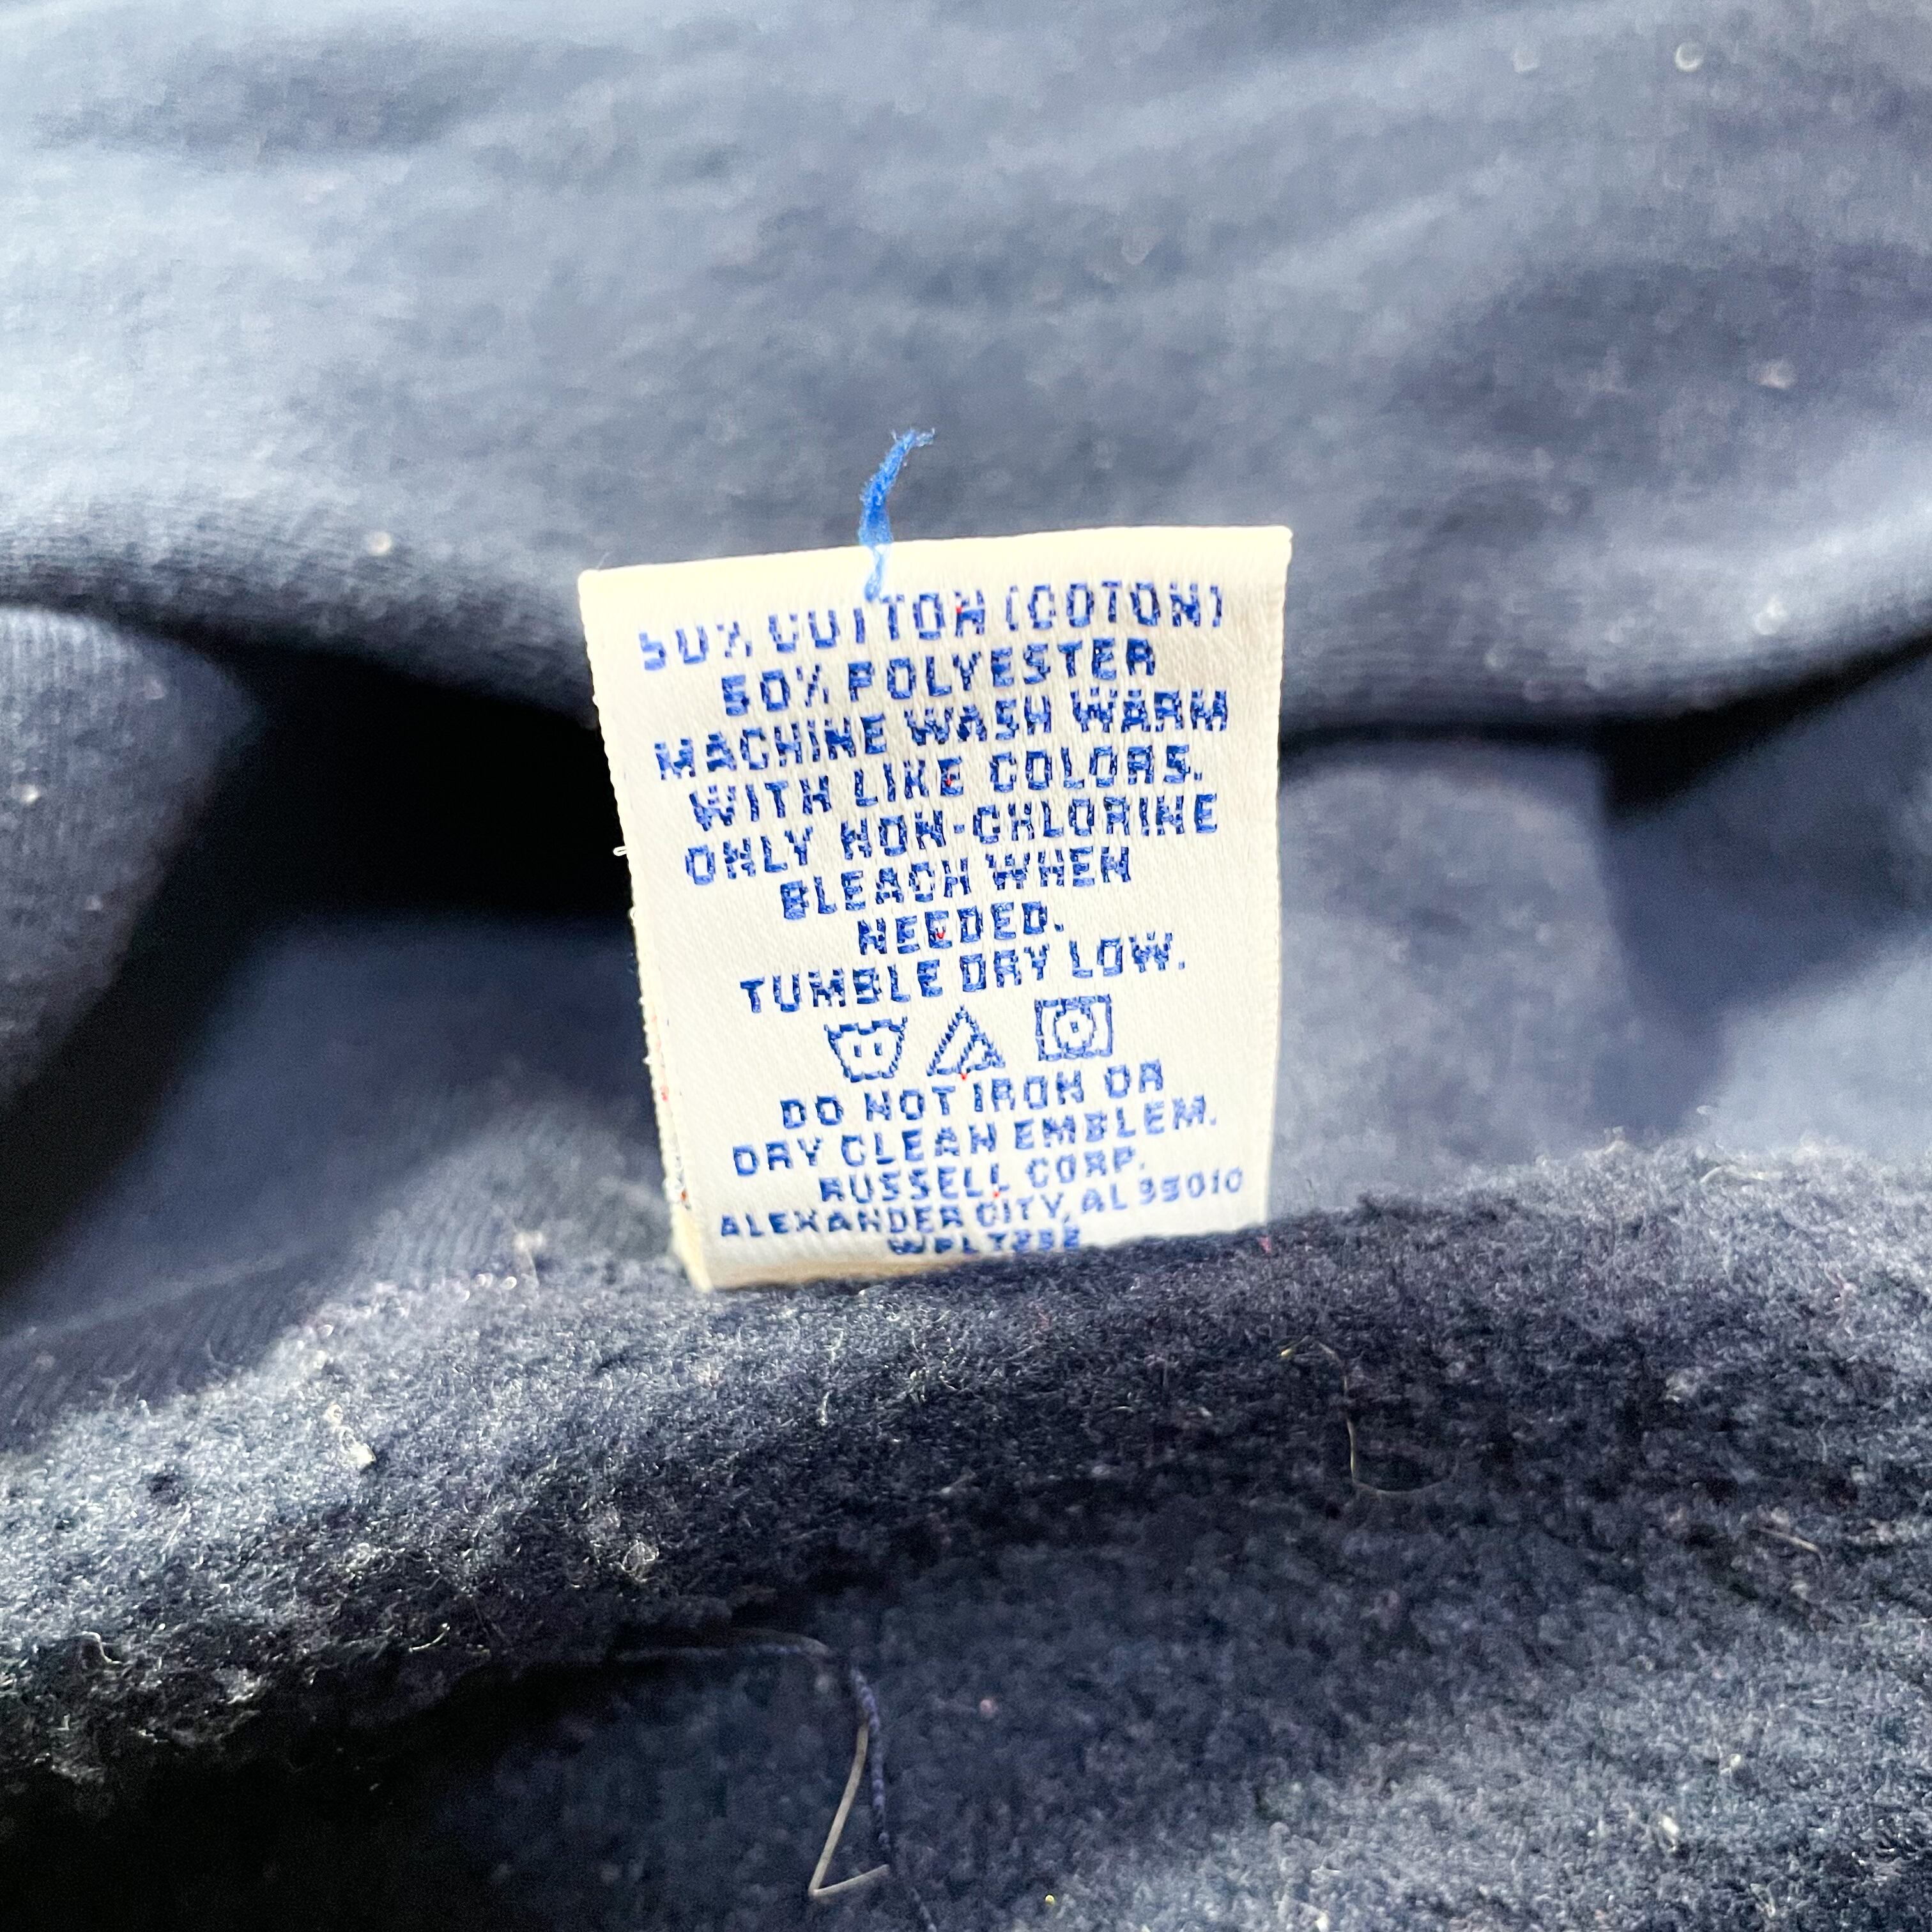 50% COTTON (COTON)
50% POLYESTER
MACHINE WASH WARM
WITH LIKE COLORS.
ONLY NON-CHLORINE
BLEACH WHEN
NEEDED.
TUMBLE DRY LOW.
DO NOT IRON OR
DRY CLEAN EMBLEM.
RUSSELL CORP.
ALEXANDER CITY, AL 35010